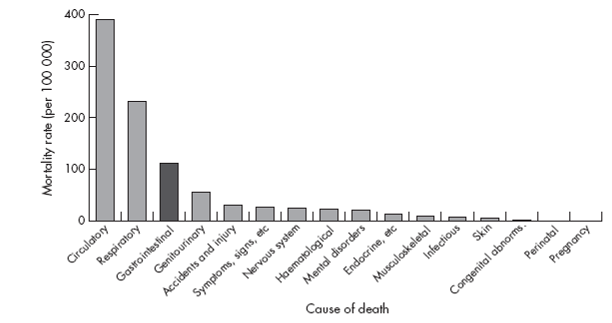 Mortality rate (per 100 000)
400
300
200
100
0
Circulatory
Respiratory
Gastrointestinal
Genitourinary
Accidents and injury
Symptoms, signs, etc
Nervous system
Haematological
Mental disorders
Endocrine, etc
Musculoskeletal
Infectious
Skin
Congenital abnorms.
Perinatal
Pregnancy
Cause of death